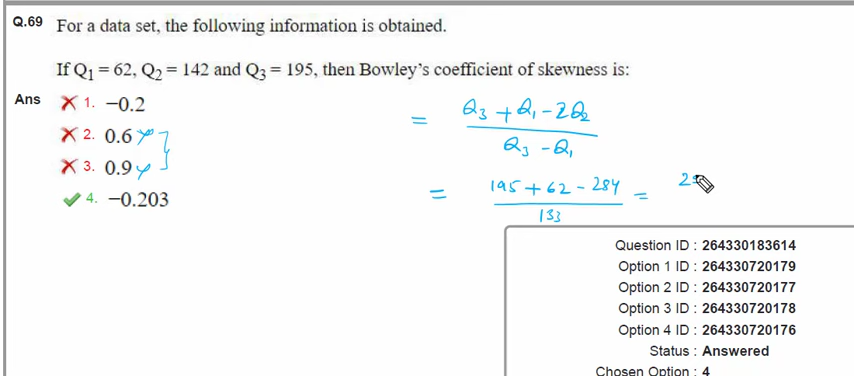 Q.69 For a data set, the following information is obtained.
If Q₁ = 62, Q₂ = 142 and Q₃ = 195, then Bowley's coefficient of skewness is:
Ans 1. −0.2
2. 0.6
3. 0.9
4. −0.203
= Q₃ + Q₁ − 2Q₂
Q₃ − Q₁
= 195 + 62 − 284 =
133
Question ID : 264330183614
Option 1 ID : 264330720179
Option 2 ID : 264330720177
Option 3 ID : 264330720178
Option 4 ID : 264330720176
Status : Answered
Chosen Option : 4